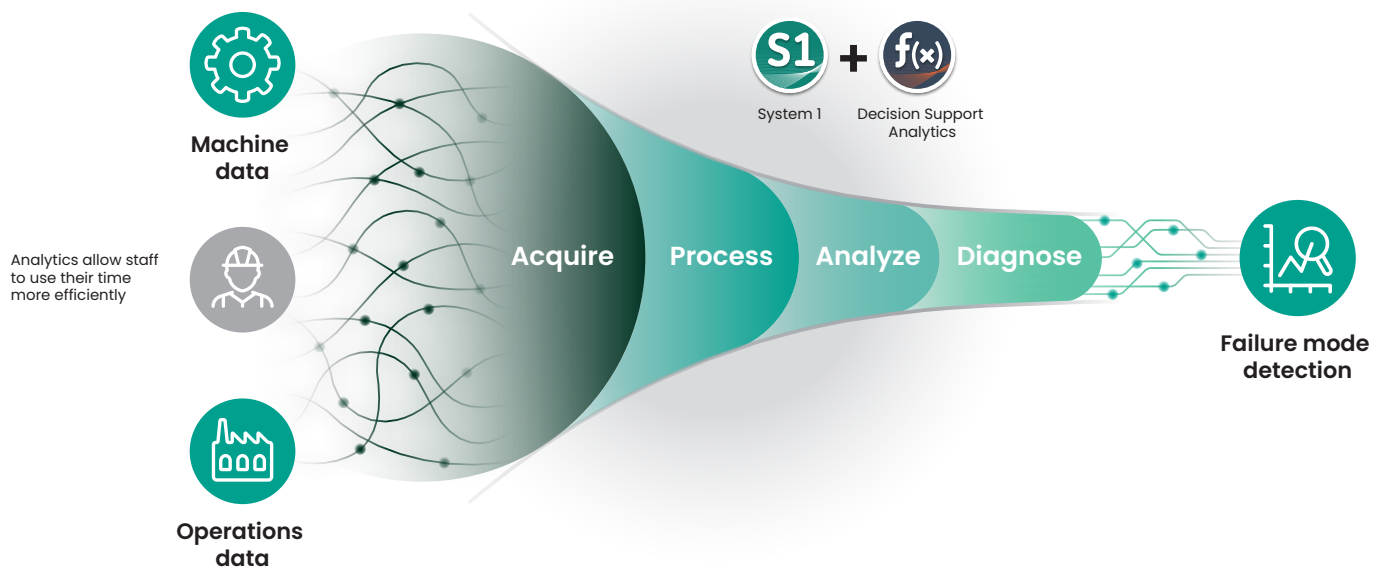 S1
f(x)
System 1
Decision Support
Analytics
Machine
data
Analytics allow staff
to use their time
more efficiently
Operations
data
Acquire
Process
Analyze
Diagnose
Failure mode
detection